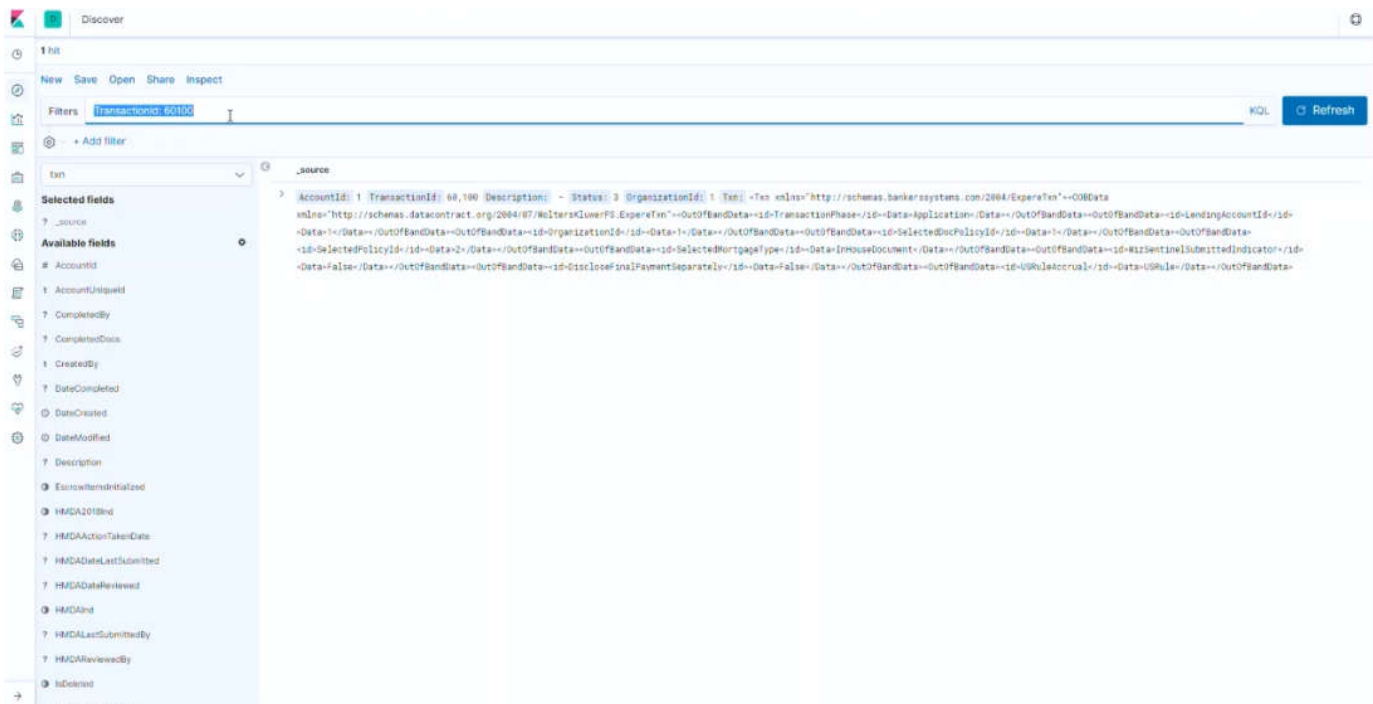 D Discover
1 hit
New Save Open Share Inspect
Filters TransactionId: 60100 KQL Refresh
+ Add filter
txn
_source
Selected fields
? _source
Available fields
# AccountId
t AccountUniqueId
? CompletedBy
? CompletedDocs
t CreatedBy
? DateCompleted
DateCreated
DateModified
? Description
EscrowItemsInitialized
HMDA2018Ind
? HMDAActionTakenDate
? HMDADateLastSubmitted
? HMDADateReviewed
HMDAInd
? HMDALastSubmittedBy
? HMDAReviewedBy
IsDeleted
AccountId: 1 TransactionId: 60,100 Description: - Status: 3 OrganizationId: 1 Txn: <Txn xmlns="http://schemas.bankerssystems.com/2004/ExpereTxn"><OOBData
xmlns="http://schemas.datacontract.org/2004/07/WoltersKluwerFS.ExpereTxn"><OutOfBandData><id>TransactionPhase</id><Data>Application</Data></OutOfBandData><OutOfBandData><id>LendingAccountId</id>
<Data>1</Data></OutOfBandData><OutOfBandData><id>OrganizationId</id><Data>1</Data></OutOfBandData><OutOfBandData><id>SelectedDocPolicyId</id><Data>1</Data></OutOfBandData><OutOfBandData>
<id>SelectedPolicyId</id><Data>2</Data></OutOfBandData><OutOfBandData><id>SelectedMortgageType</id><Data>InHouseDocument</Data></OutOfBandData><OutOfBandData><id>WizSentinelSubmittedIndicator</id>
<Data>False</Data></OutOfBandData><OutOfBandData><id>DiscloseFinalPaymentSeparately</id><Data>False</Data></OutOfBandData><OutOfBandData><id>USRuleAccrual</id><Data>USRule</Data></OutOfBandData>